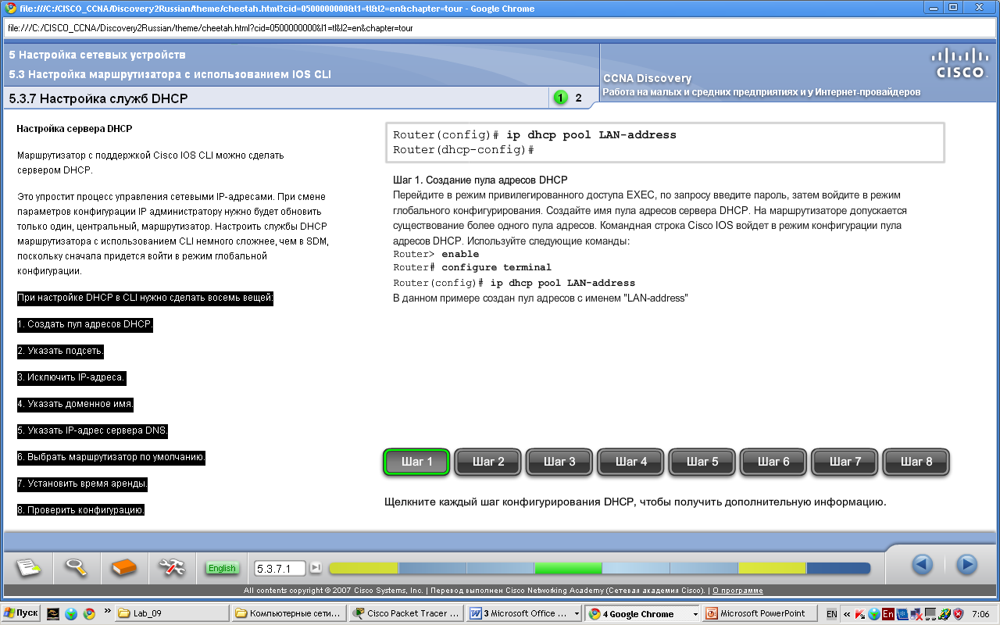 file:///C:/CISCO_CCNA/Discovery2Russian/theme/cheetah.html?cid=0500000000&l1=tl&l2=en&chapter=tour - Google Chrome
file:///C:/CISCO_CCNA/Discovery2Russian/theme/cheetah.html?cid=0500000000&l1=tl&l2=en&chapter=tour
5 Настройка сетевых устройств
5.3 Настройка маршрутизатора с использованием IOS CLI
CISCO
CCNA Discovery
Работа на малых и средних предприятиях и у Интернет-провайдеров
5.3.7 Настройка служб DHCP
1 2
Настройка сервера DHCP
Маршрутизатор с поддержкой Cisco IOS CLI можно сделать
сервером DHCP.
Это упростит процесс управления сетевыми IP-адресами. При смене
параметров конфигурации IP администратору нужно будет обновить
только один, центральный, маршрутизатор. Настроить службы DHCP
маршрутизатора с использованием CLI немного сложнее, чем в SDM,
поскольку сначала придется войти в режим глобальной
конфигурации.
При настройке DHCP в CLI нужно сделать восемь вещей:
1. Создать пул адресов DHCP.
2. Указать подсеть.
3. Исключить IP-адреса.
4. Указать доменное имя.
5. Указать IP-адрес сервера DNS.
6. Выбрать маршрутизатор по умолчанию.
7. Установить время аренды.
8. Проверить конфигурацию.
Router(config)# ip dhcp pool LAN-address
Router(dhcp-config)#
Шаг 1. Создание пула адресов DHCP
Перейдите в режим привилегированного доступа EXEC, по запросу введите пароль, затем войдите в режим
глобального конфигурирования. Создайте имя пула адресов сервера DHCP. На маршрутизаторе допускается
существование более одного пула адресов. Командная строка Cisco IOS войдет в режим конфигурации пула
адресов DHCP. Используйте следующие команды:
Router> enable
Router# configure terminal
Router(config)# ip dhcp pool LAN-address
В данном примере создан пул адресов с именем "LAN-address"
Шаг 1 Шаг 2 Шаг 3 Шаг 4 Шаг 5 Шаг 6 Шаг 7 Шаг 8
Щелкните каждый шаг конфигурирования DHCP, чтобы получить дополнительную информацию.
English
5.3.7.1
All contents copyright © 2007 Cisco Systems, Inc. | Перевод выполнен Cisco Networking Academy (Сетевая академия Cisco). | О программе
Пуск
»
Lab_09
Компьютерные сети...
Cisco Packet Tracer ...
3 Microsoft Office ...
4 Google Chrome
Microsoft PowerPoint
EN
«
En
7:06